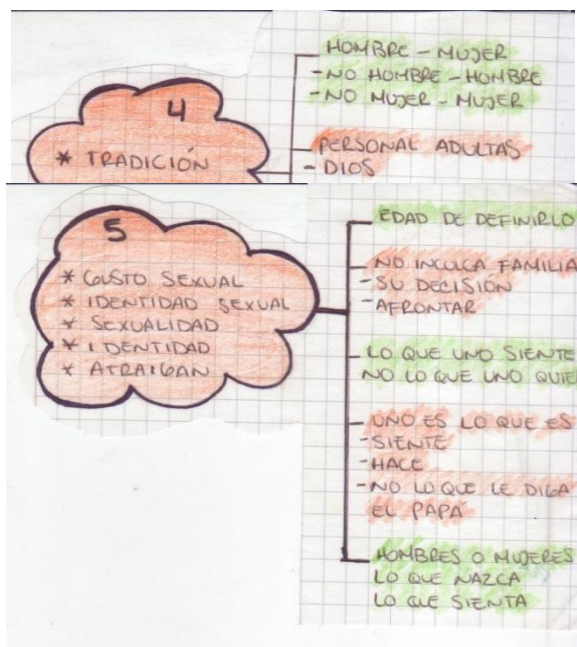 4
* TRADICIÓN
HOMBRE - MUJER
- NO HOMBRE - HOMBRE
- NO MUJER - MUJER
PERSONAL ADULTAS
- DIOS
5
* GUSTO SEXUAL
* IDENTIDAD SEXUAL
* SEXUALIDAD
* IDENTIDAD
* ATRAIGAN
EDAD DE DEFINIRLO
- NO INCULCA FAMILIA
- SU DECISIÓN
- AFRONTAR
- LO QUE UNO SIENTE
NO LO QUE UNO QUIE
- UNO ES LO QUE ES
- SIENTE
- HACE
- NO LO QUE LE DIGA
EL PAPÁ
HOMBRES O MUJERES
LO QUE NAZCA
LO QUE SIENTA